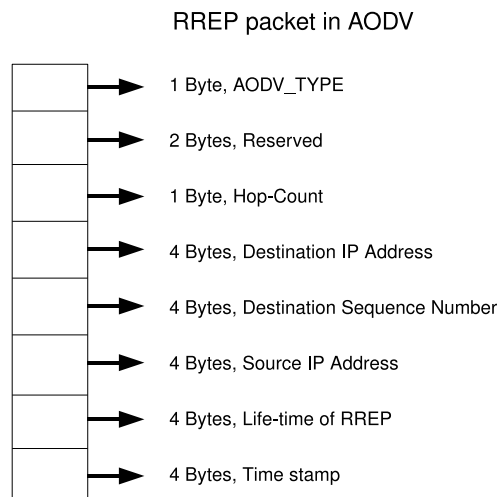 RREP packet in AODV
1 Byte, AODV_TYPE
2 Bytes, Reserved
1 Byte, Hop-Count
4 Bytes, Destination IP Address
4 Bytes, Destination Sequence Number
4 Bytes, Source IP Address
4 Bytes, Life-time of RREP
4 Bytes, Time stamp